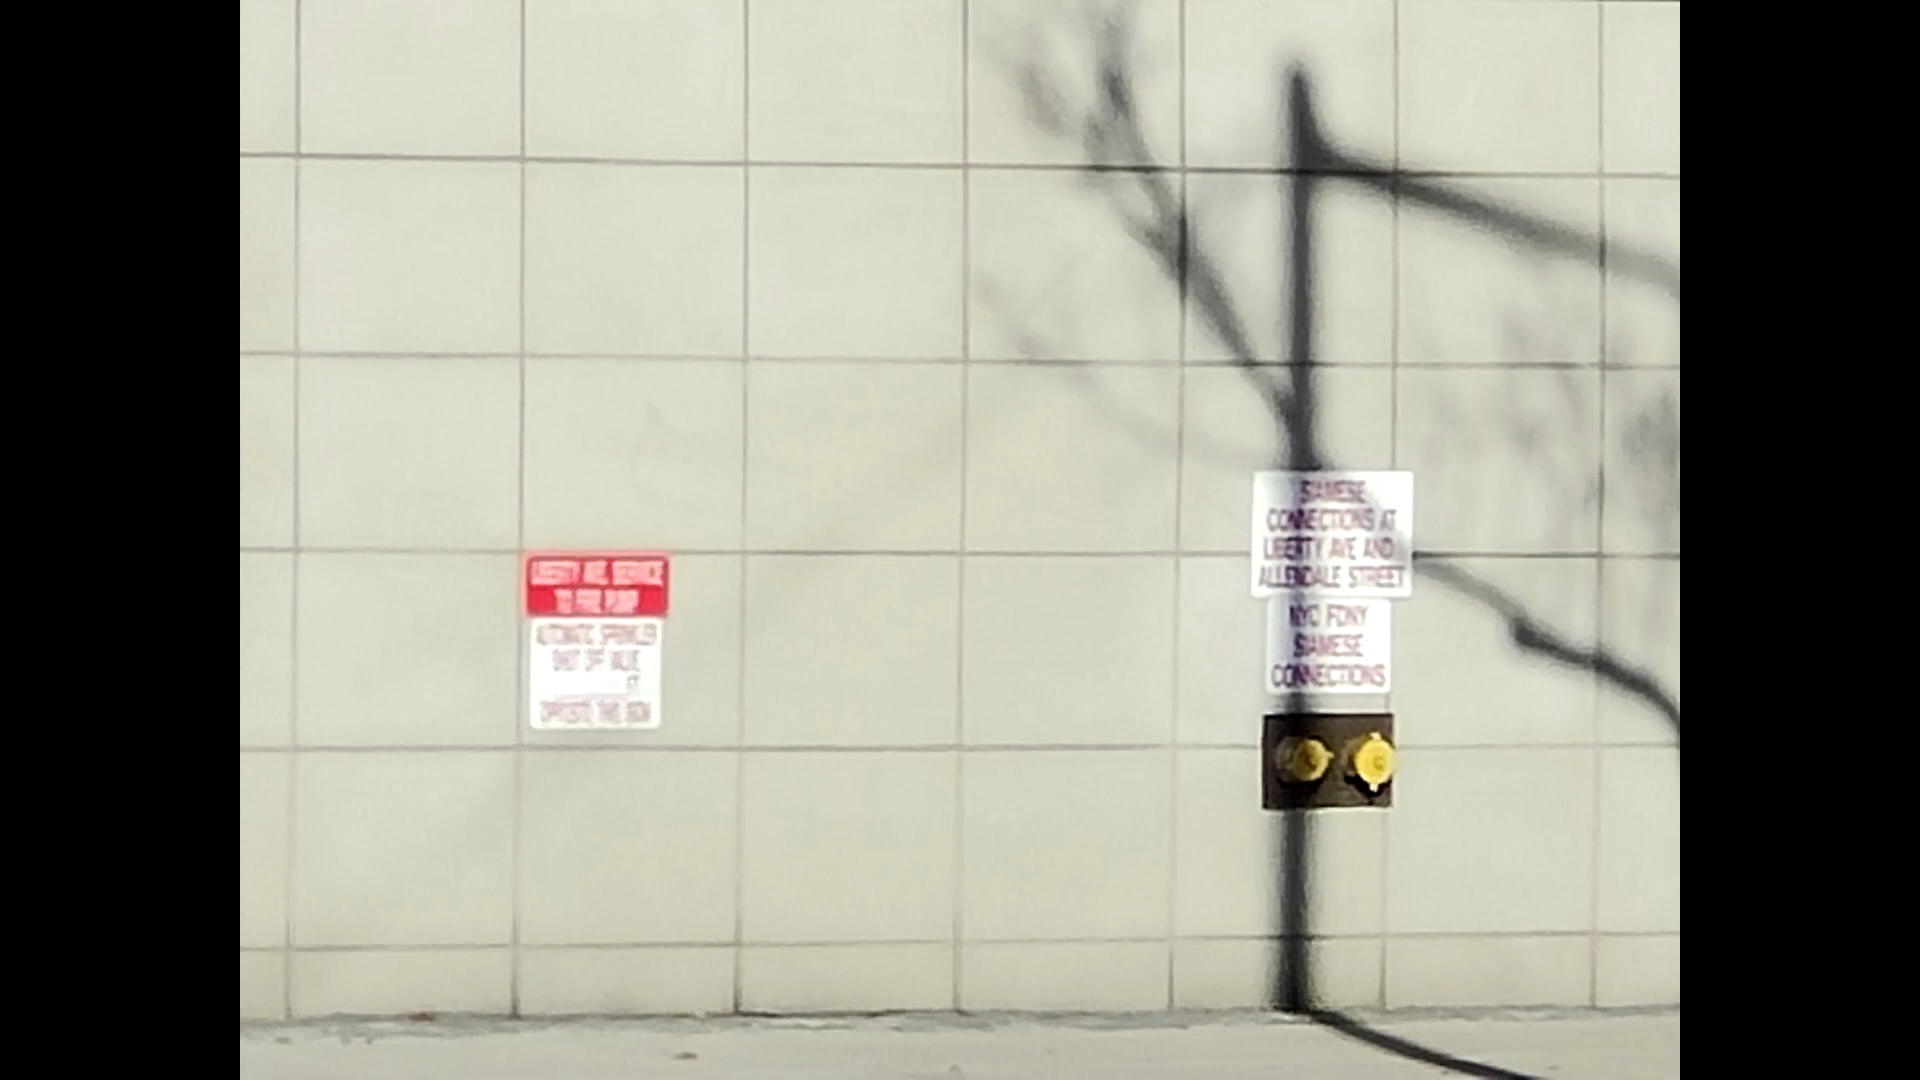 LIBERTY AVE. SERVICE
TO FIRE PUMP
AUTOMATIC SPRINKLER
SHUT OFF VALVE
FT
OPPOSITE THIS SIGN
SIAMESE
CONNECTIONS AT
LIBERTY AVE AND
ALLENDALE STREET
NYC FDNY
SIAMESE
CONNECTIONS